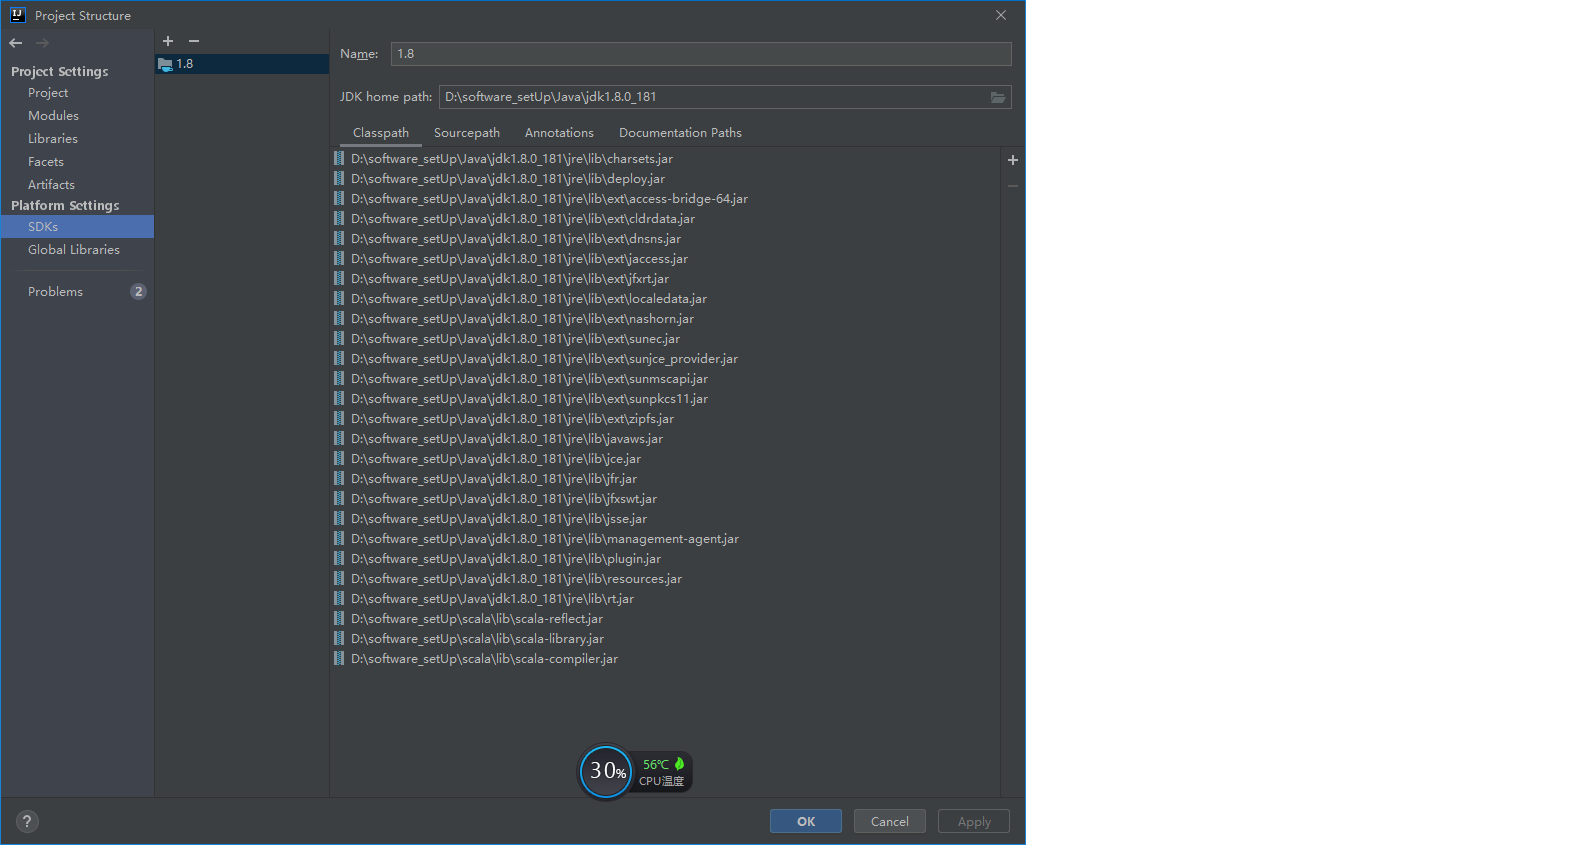 Project Structure
Project Settings
Project
Modules
Libraries
Facets
Artifacts
Platform Settings
SDKs
Global Libraries
Problems 2
1.8
Name: 1.8
JDK home path: D:\software_setUp\Java\jdk1.8.0_181
Classpath Sourcepath Annotations Documentation Paths
D:\software_setUp\Java\jdk1.8.0_181\jre\lib\charsets.jar
D:\software_setUp\Java\jdk1.8.0_181\jre\lib\deploy.jar
D:\software_setUp\Java\jdk1.8.0_181\jre\lib\ext\access-bridge-64.jar
D:\software_setUp\Java\jdk1.8.0_181\jre\lib\ext\cldrdata.jar
D:\software_setUp\Java\jdk1.8.0_181\jre\lib\ext\dnsns.jar
D:\software_setUp\Java\jdk1.8.0_181\jre\lib\ext\jaccess.jar
D:\software_setUp\Java\jdk1.8.0_181\jre\lib\ext\jfxrt.jar
D:\software_setUp\Java\jdk1.8.0_181\jre\lib\ext\localedata.jar
D:\software_setUp\Java\jdk1.8.0_181\jre\lib\ext\nashorn.jar
D:\software_setUp\Java\jdk1.8.0_181\jre\lib\ext\sunec.jar
D:\software_setUp\Java\jdk1.8.0_181\jre\lib\ext\sunjce_provider.jar
D:\software_setUp\Java\jdk1.8.0_181\jre\lib\ext\sunmscapi.jar
D:\software_setUp\Java\jdk1.8.0_181\jre\lib\ext\sunpkcs11.jar
D:\software_setUp\Java\jdk1.8.0_181\jre\lib\ext\zipfs.jar
D:\software_setUp\Java\jdk1.8.0_181\jre\lib\javaws.jar
D:\software_setUp\Java\jdk1.8.0_181\jre\lib\jce.jar
D:\software_setUp\Java\jdk1.8.0_181\jre\lib\jfr.jar
D:\software_setUp\Java\jdk1.8.0_181\jre\lib\jfxswt.jar
D:\software_setUp\Java\jdk1.8.0_181\jre\lib\jsse.jar
D:\software_setUp\Java\jdk1.8.0_181\jre\lib\management-agent.jar
D:\software_setUp\Java\jdk1.8.0_181\jre\lib\plugin.jar
D:\software_setUp\Java\jdk1.8.0_181\jre\lib\resources.jar
D:\software_setUp\Java\jdk1.8.0_181\jre\lib\rt.jar
D:\software_setUp\scala\lib\scala-reflect.jar
D:\software_setUp\scala\lib\scala-library.jar
D:\software_setUp\scala\lib\scala-compiler.jar
30%
56℃
CPU温度
? OK Cancel Apply